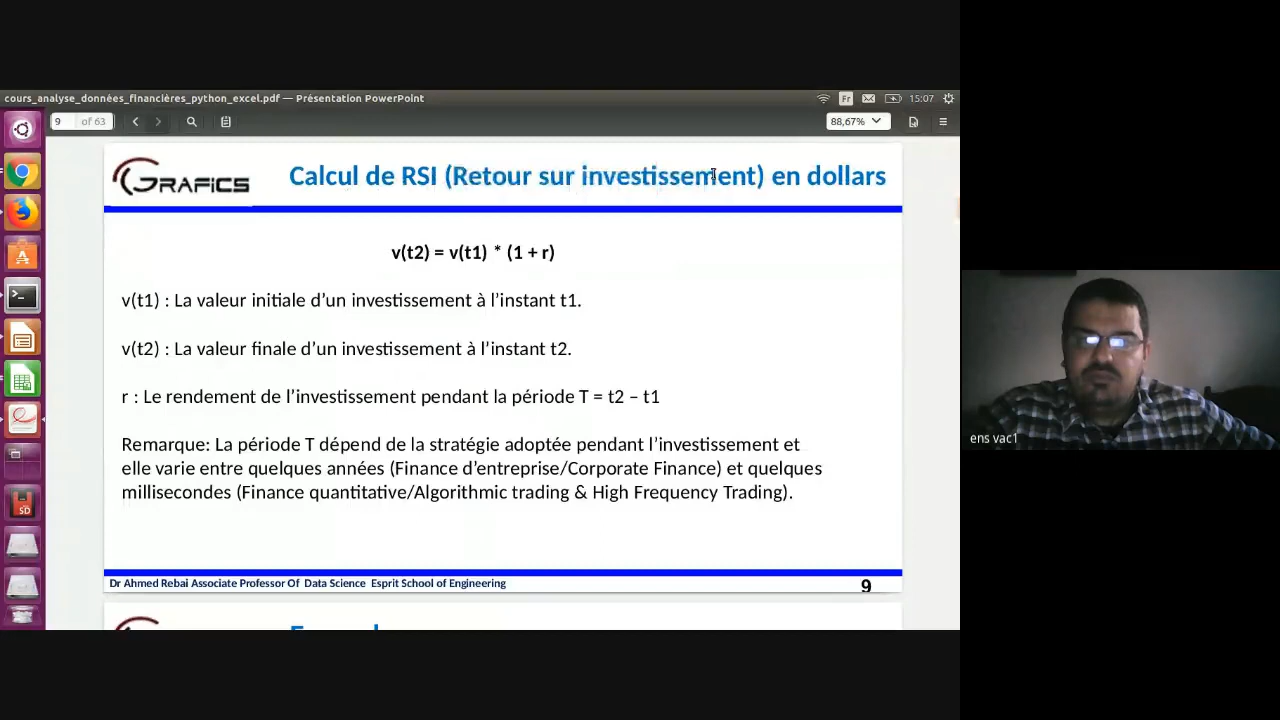 cours_analyse_données_financières_python_excel.pdf — Présentation PowerPoint
Fr
15:07
9 of 63
88,67%
GRAFICS
Calcul de RSI (Retour sur investissement) en dollars
v(t2) = v(t1) * (1 + r)
v(t1) : La valeur initiale d’un investissement à l’instant t1.
v(t2) : La valeur finale d’un investissement à l’instant t2.
r : Le rendement de l’investissement pendant la période T = t2 – t1
Remarque: La période T dépend de la stratégie adoptée pendant l’investissement et
elle varie entre quelques années (Finance d’entreprise/Corporate Finance) et quelques
millisecondes (Finance quantitative/Algorithmic trading & High Frequency Trading).
Dr Ahmed Rebai Associate Professor Of Data Science Esprit School of Engineering
9
ens vac1
SD